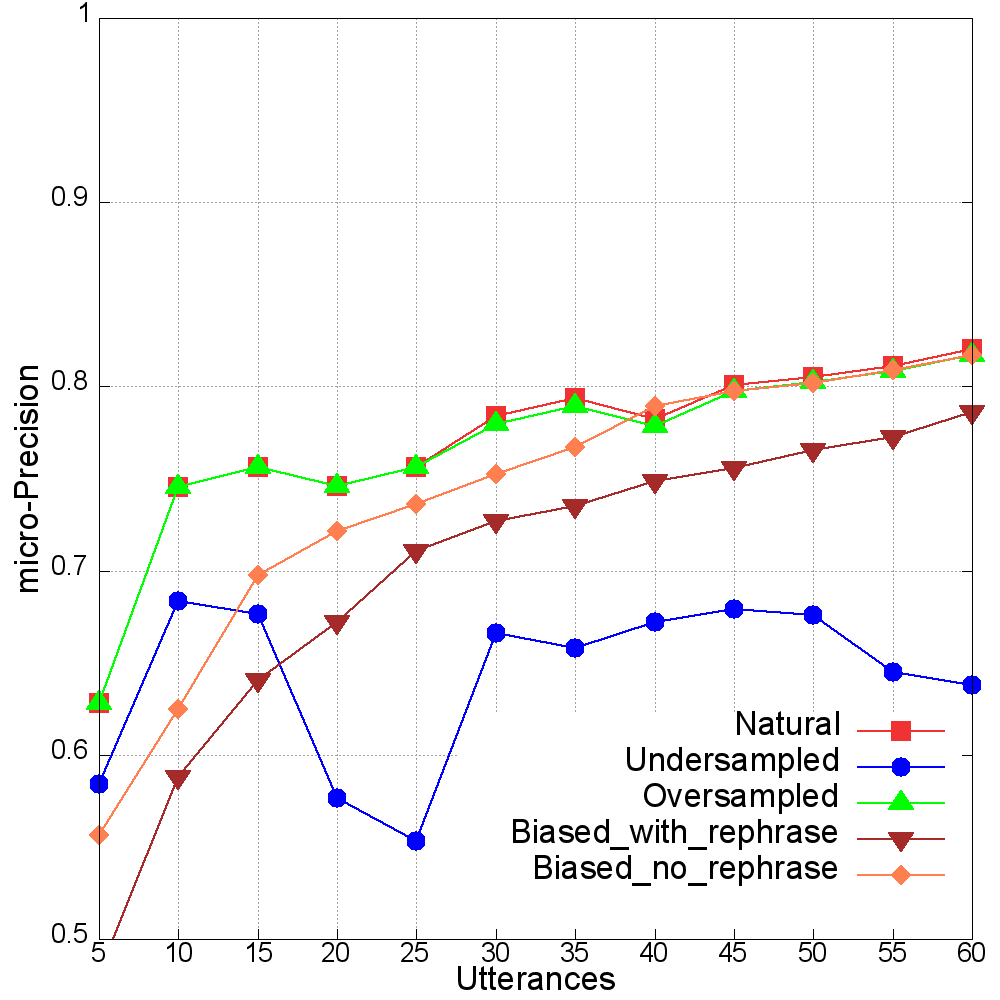 1
0.9
0.8
0.7
0.6
0.5
micro-Precision
5 10 15 20 25 30 35 40 45 50 55 60
Utterances
Natural
Undersampled
Oversampled
Biased_with_rephrase
Biased_no_rephrase